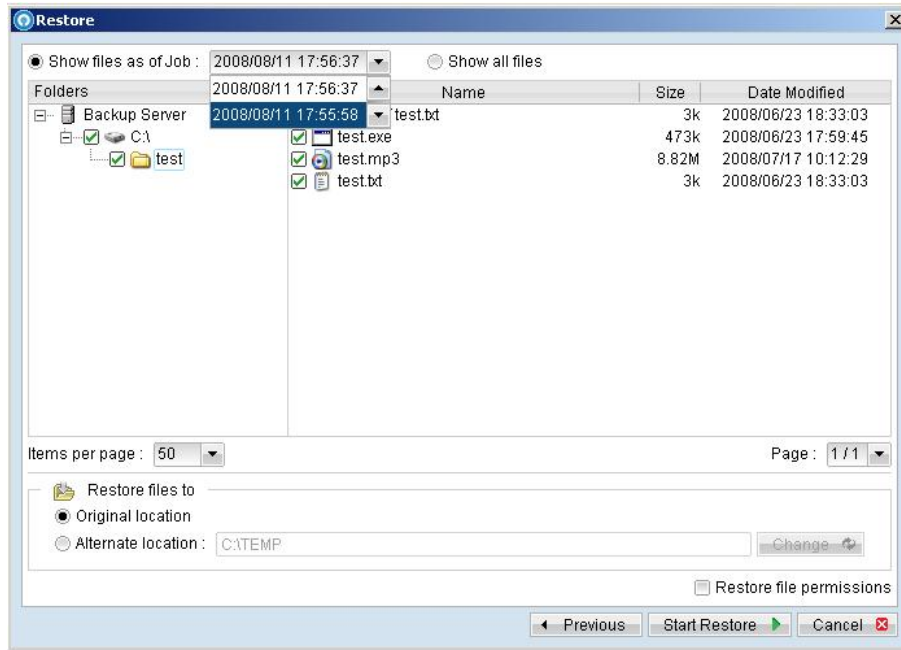 Restore
Show files as of Job : 2008/08/11 17:56:37 Show all files
Folders 2008/08/11 17:56:37 Name Size Date Modified
Backup Server 2008/08/11 17:55:58 test.txt 3k 2008/06/23 18:33:03
C:\ test.exe 473k 2008/06/23 17:59:45
test test.mp3 8.82M 2008/07/17 10:12:29
test.txt 3k 2008/06/23 18:33:03
Items per page : 50 Page : 1 / 1
Restore files to
Original location
Alternate location : C:\TEMP Change
Restore file permissions
Previous Start Restore Cancel